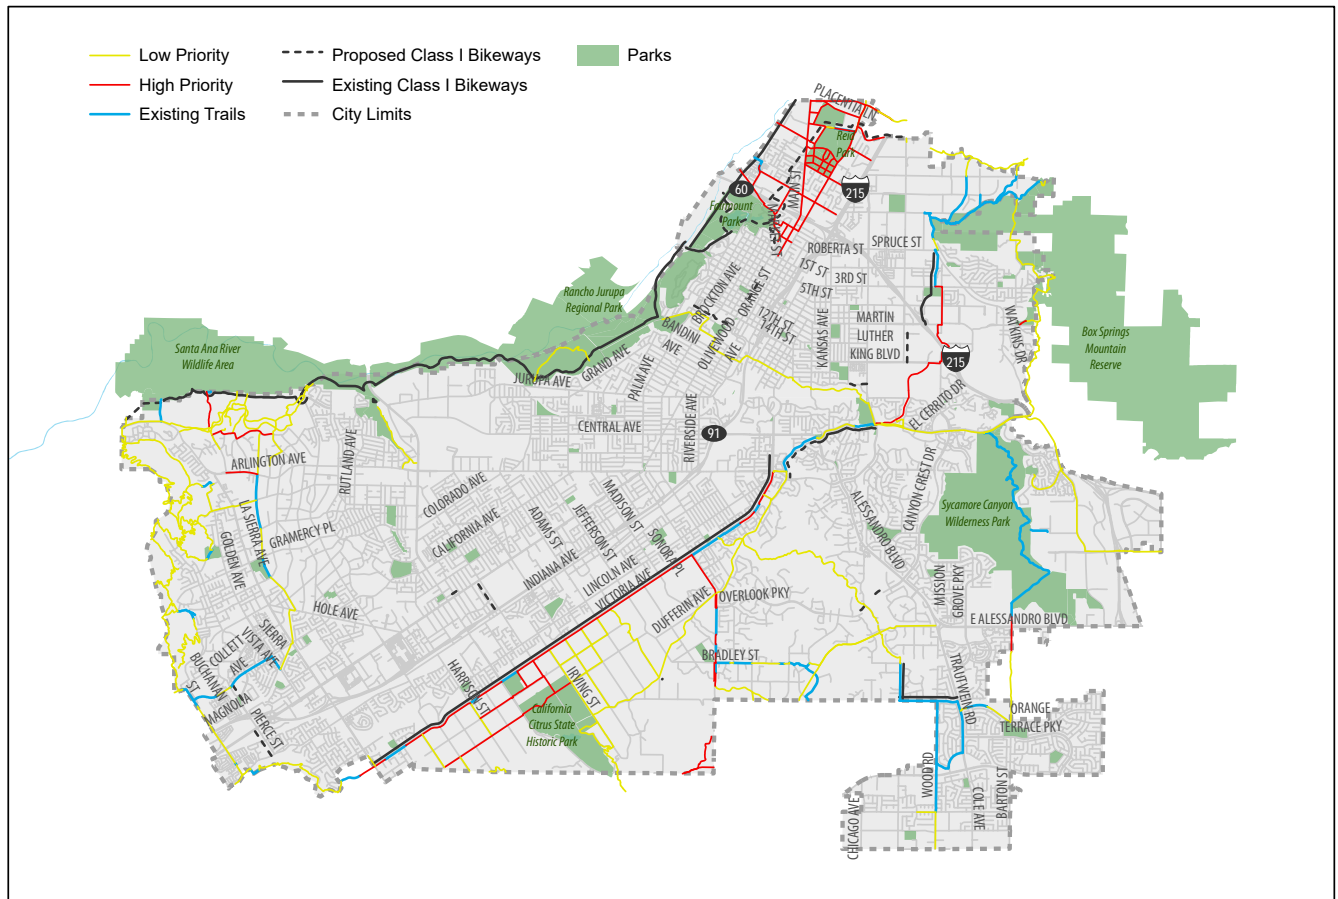 Low Priority
High Priority
Existing Trails
Proposed Class I Bikeways
Existing Class I Bikeways
City Limits
Parks
PLACENTIA LN
Reid
Park
60
215
MAIN ST
Fairmount
Park
MARKET ST
ROBERTA ST
SPRUCE ST
1ST ST
3RD ST
5TH ST
Rancho Jurupa
Regional Park
BROCKTON AVE
ORANGE ST
12TH ST
14TH ST
BANDINI
AVE
OLIVEWOOD
AVE
KANSAS AVE
MARTIN
LUTHER
KING BLVD
215
WATKINS DR
Box Springs
Mountain
Reserve
Santa Ana River
Wildlife Area
JURUPA AVE
GRAND AVE
PALM AVE
EL CERRITO DR
CENTRAL AVE
RIVERSIDE AVE
91
ARLINGTON AVE
RUTLAND AVE
COLORADO AVE
CALIFORNIA AVE
MADISON ST
ADAMS ST
JEFFERSON ST
SONORA PL
ALESSANDRO BLVD
CANYON CREST DR
Sycamore Canyon
Wilderness Park
LA SIERRA AVE
GRAMERCY PL
GOLDEN AVE
INDIANA AVE
LINCOLN AVE
VICTORIA AVE
DUFFERIN AVE
OVERLOOK PKY
MISSION
GROVE PKY
E ALESSANDRO BLVD
HOLE AVE
SIERRA
VISTA AVE
COLLETT
AVE
BUCHANAN
ST
MAGNOLIA
PIERCE ST
HARRISON ST
IRVING ST
California
Citrus State
Historic Park
BRADLEY ST
TRAUTWEIN RD
ORANGE
TERRACE PKY
WOOD RD
COLE AVE
BARTON ST
CHICAGO AVE